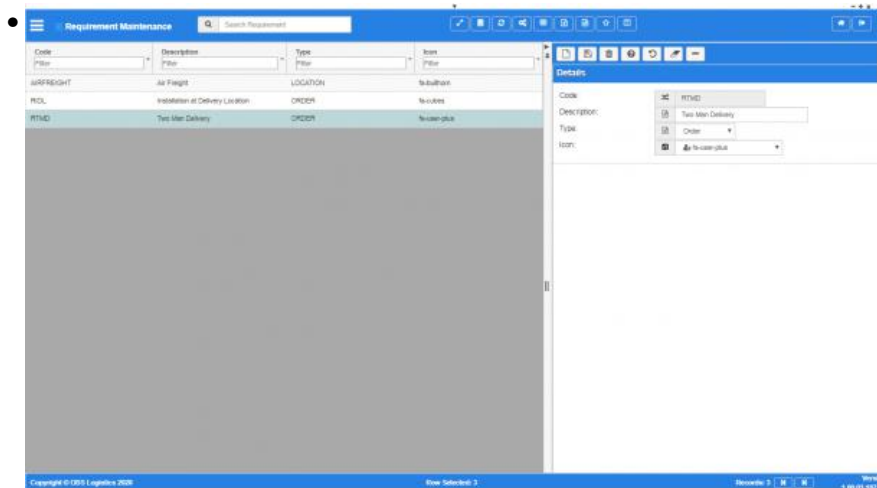 Requirement Maintenance
Search Requirement
Code Description Type Icon
Filter Filter Filter Filter
AIRFREIGHT Air Freight LOCATION fa-bullhorn
RIDL Installation at Delivery Location ORDER fa-cubes
RTMD Two Man Delivery ORDER fa-user-plus
Details
Code: RTMD
Description: Two Man Delivery
Type: Order
Icon: fa-user-plus
Copyright © OBS Logistics 2020
Row Selected: 3
Records: 3